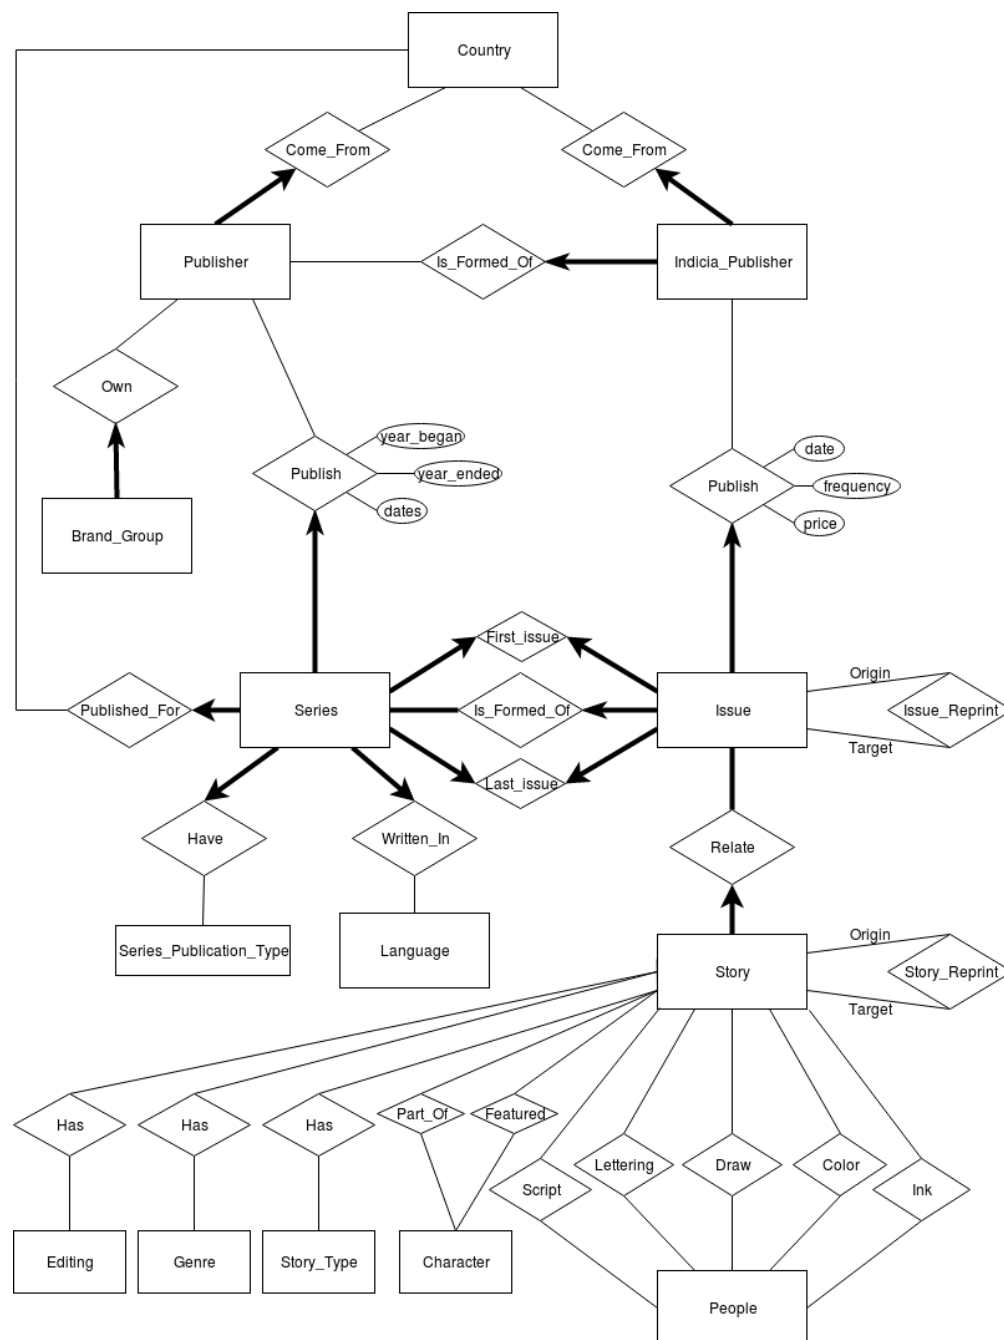 Country
Come_From
Come_From
Publisher
Is_Formed_Of
Indicia_Publisher
Own
year_began
Publish
year_ended
dates
date
Publish
frequency
price
Brand_Group
First_issue
Published_For
Series
Is_Formed_Of
Issue
Origin
Issue_Reprint
Target
Last_issue
Have
Written_In
Relate
Series_Publication_Type
Language
Story
Origin
Story_Reprint
Target
Has
Has
Has
Part_Of
Featured
Script
Lettering
Draw
Color
Ink
Editing
Genre
Story_Type
Character
People